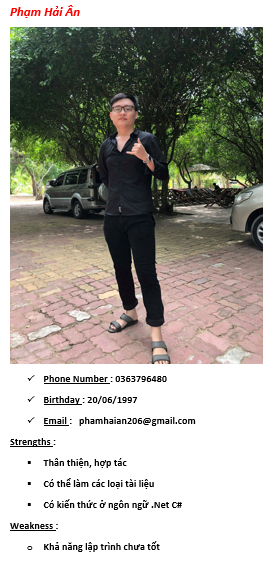 Phạm Hải Ân
✓ Phone Number : 0363796480
✓ Birthday : 20/06/1997
✓ Email : phamhaian206@gmail.com
Strengths :
▪ Thân thiện, hợp tác
▪ Có thể làm các loại tài liệu
▪ Có kiến thức ở ngôn ngữ .Net C#
Weakness :
o Khả năng lập trình chưa tốt